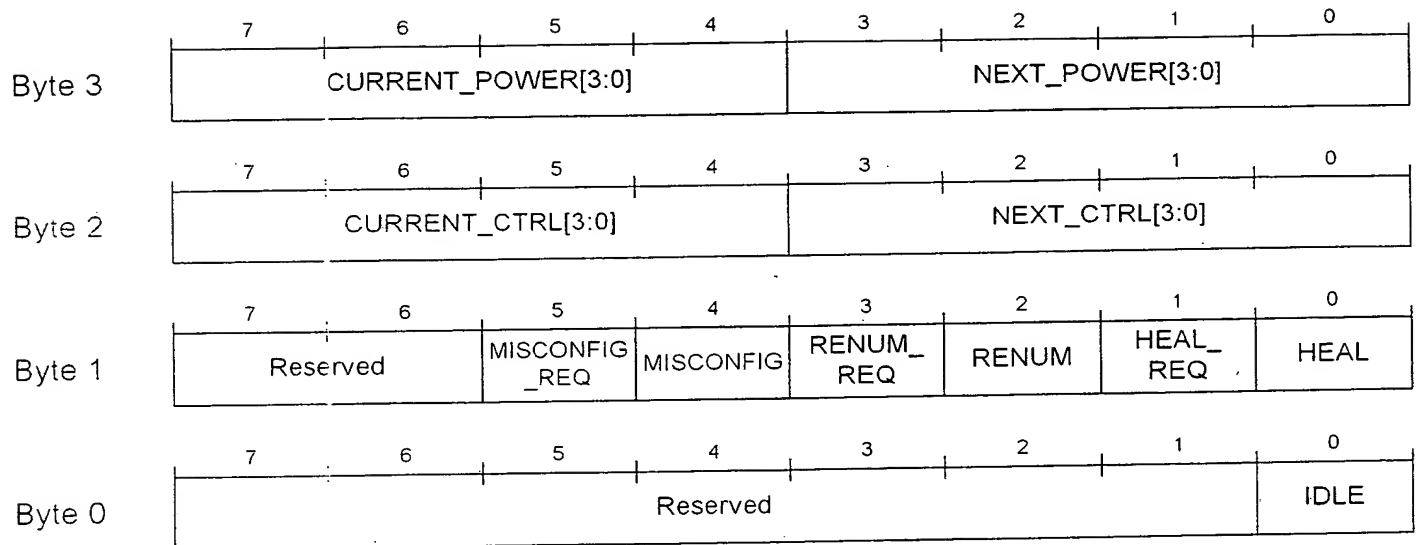 7 6 5 4 3 2 1 0
Byte 3 CURRENT_POWER[3:0] NEXT_POWER[3:0]
7 6 5 4 3 2 1 0
Byte 2 CURRENT_CTRL[3:0] NEXT_CTRL[3:0]
7 6 5 4 3 2 1 0
Byte 1 Reserved MISCONFIG MISCONFIG RENUM_ RENUM HEAL_ HEAL
_REQ REQ REQ
7 6 5 4 3 2 1 0
Byte 0 Reserved IDLE